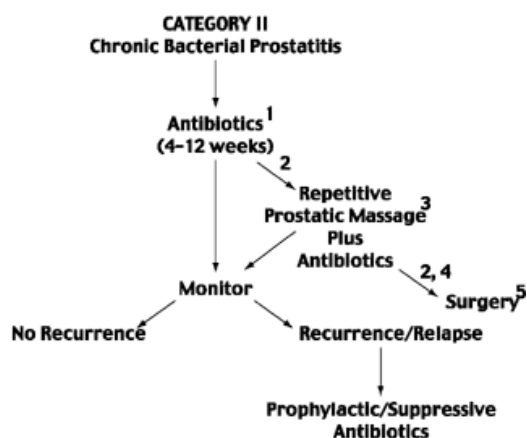 CATEGORY II
Chronic Bacterial Prostatitis
Antibiotics1
(4–12 weeks)
2
Repetitive
Prostatic Massage3
Plus
Antibiotics
2, 4
Monitor
Surgery5
No Recurrence
Recurrence/Relapse
Prophylactic/Suppressive
Antibiotics